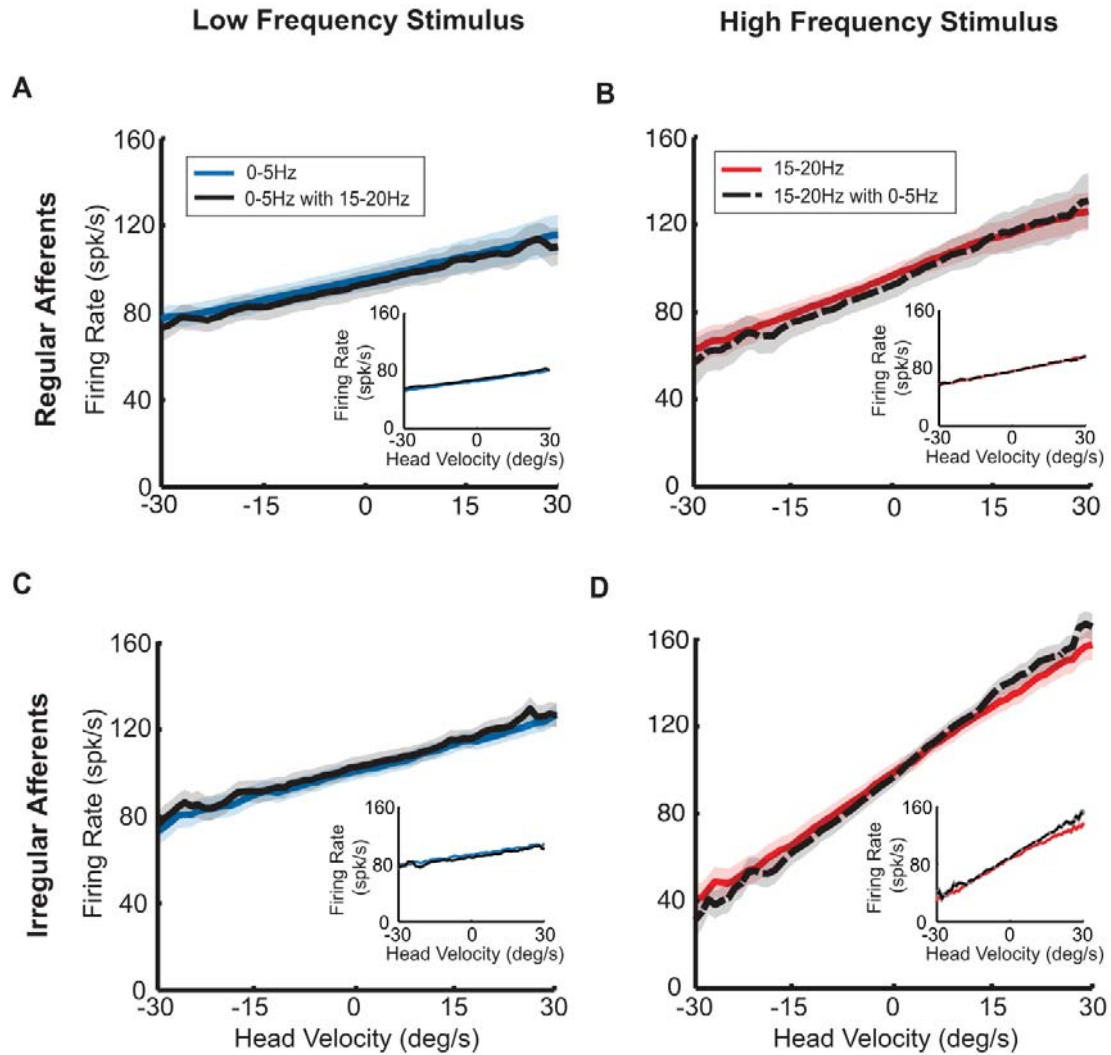 Low Frequency Stimulus
High Frequency Stimulus
A
B
Regular Afferents
Firing Rate (spk/s)
160
120
80
40
0
0-5Hz
0-5Hz with 15-20Hz
Firing Rate
(spk/s)
160
80
0
-30 0 30
Head Velocity (deg/s)
-30 -15 0 15 30
160
120
80
40
0
15-20Hz
15-20Hz with 0-5Hz
Firing Rate
(spk/s)
160
80
0
-30 0 30
Head Velocity (deg/s)
-30 -15 0 15 30
C
D
Irregular Afferents
Firing Rate (spk/s)
160
120
80
40
0
Firing Rate
(spk/s)
160
80
0
-30 0 30
Head Velocity (deg/s)
-30 -15 0 15 30
Head Velocity (deg/s)
160
120
80
40
0
Firing Rate
(spk/s)
160
80
0
-30 0 30
Head Velocity (deg/s)
-30 -15 0 15 30
Head Velocity (deg/s)